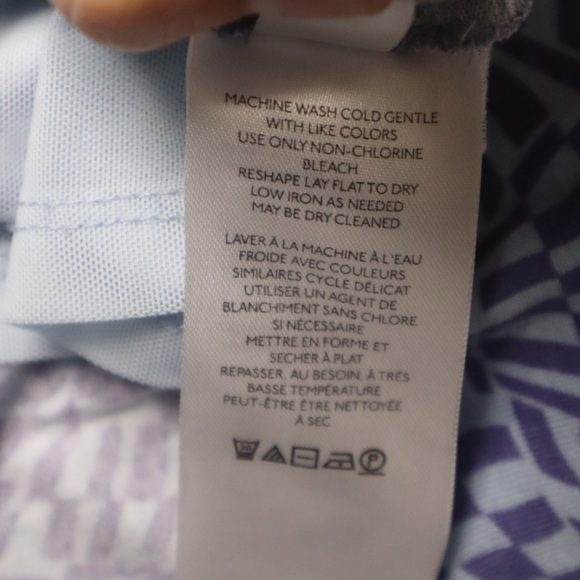 MACHINE WASH COLD GENTLE
WITH LIKE COLORS
USE ONLY NON-CHLORINE
BLEACH
RESHAPE LAY FLAT TO DRY
LOW IRON AS NEEDED
MAY BE DRY CLEANED
LAVER À LA MACHINE À L'EAU
FROIDE AVEC COULEURS
SIMILAIRES CYCLE DÉLICAT
UTILISER UN AGENT DE
BLANCHIMENT SANS CHLORE
SI NÉCESSAIRE
METTRE EN FORME ET
SECHER À PLAT
REPASSER, AU BESOIN, À TRÈS
BASSE TEMPÉRATURE
PEUT-ÊTRE ÊTRE NETTOYÉE
À SEC
30 P